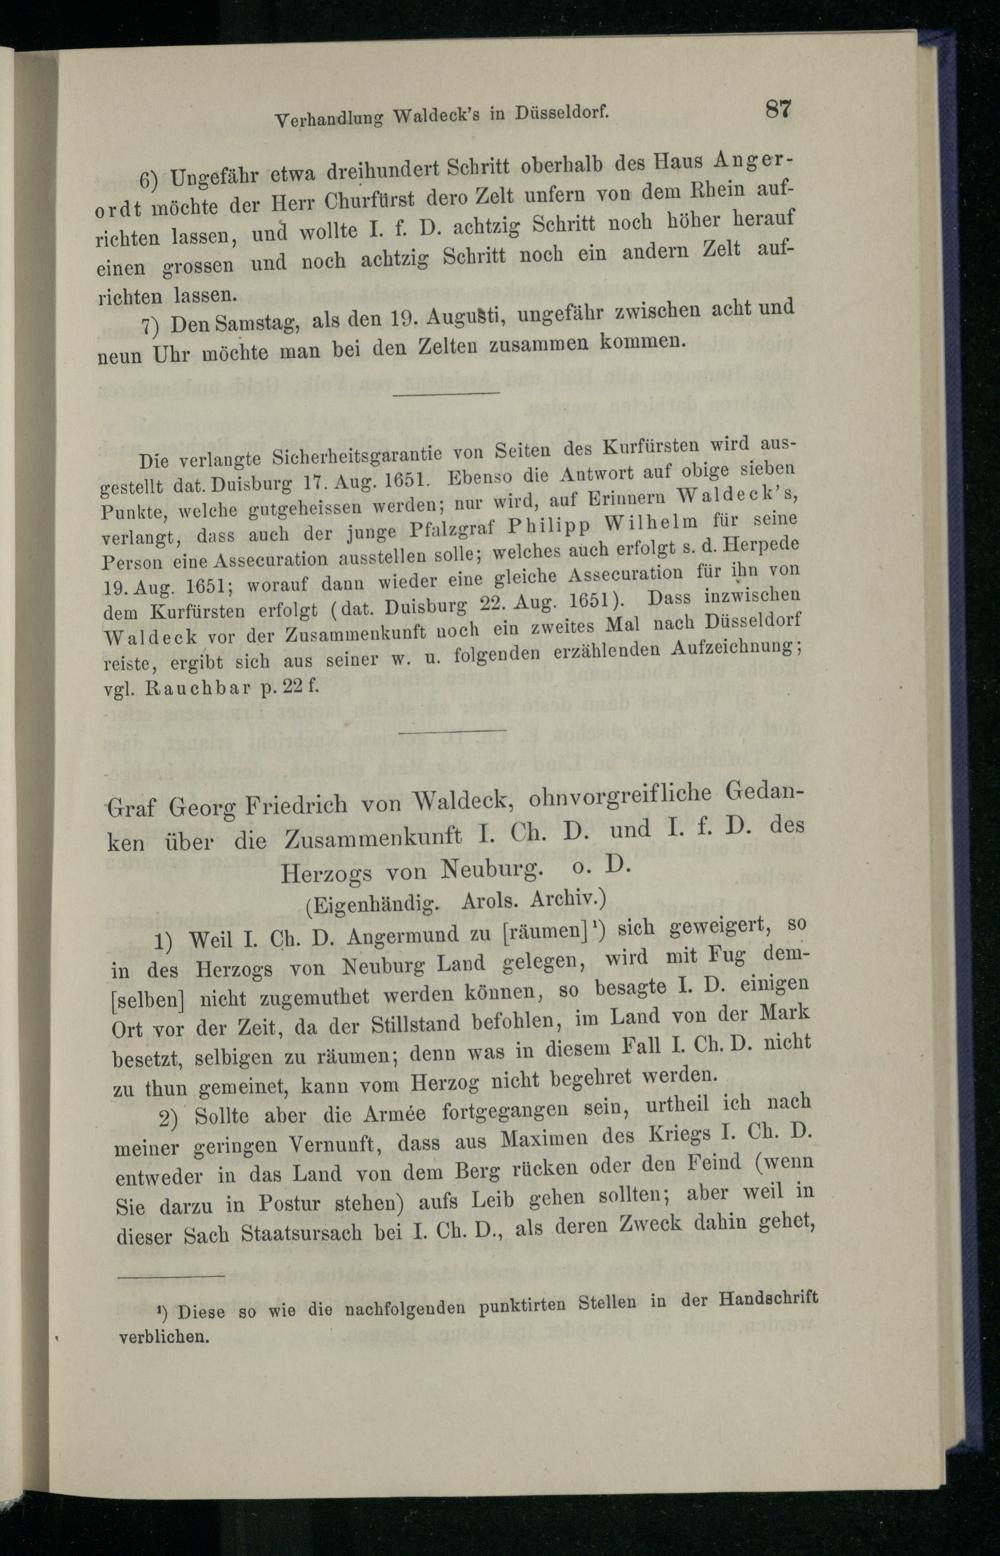 Verhandlung Waldeck's in Düsseldorf. 87
6) Ungefähr etwa dreihundert Schritt oberhalb des Haus Anger-
ordt möchte der Herr Churfürst dero Zelt unfern von dem Rhein auf-
richten lassen, und wollte I. f. D. achtzig Schritt noch höher herauf
einen grossen und noch achtzig Schritt noch ein andern Zelt auf-
richten lassen.
7) Den Samstag, als den 19. Augusti, ungefähr zwischen acht und
neun Uhr möchte man bei den Zelten zusammen kommen.
Die verlangte Sicherheitsgarantie von Seiten des Kurfürsten wird aus-
gestellt dat. Duisburg 17. Aug. 1651. Ebenso die Antwort auf obige sieben
Punkte, welche gutgeheissen werden; nur wird, auf Erinnern Waldeck's,
verlangt, dass auch der junge Pfalzgraf Philipp Wilhelm für seine
Person eine Assecuration ausstellen solle; welches auch erfolgt s. d. Herpede
19. Aug. 1651; worauf dann wieder eine gleiche Assecuration für ihn von
dem Kurfürsten erfolgt (dat. Duisburg 22. Aug. 1651). Dass inzwischen
Waldeck vor der Zusammenkunft noch ein zweites Mal nach Düsseldorf
reiste, ergibt sich aus seiner w. u. folgenden erzählenden Aufzeichnung;
vgl. Rauchbar p. 22 f.
Graf Georg Friedrich von Waldeck, ohnvorgreifliche Gedan-
ken über die Zusammenkunft I. Ch. D. und I. f. D. des
Herzogs von Neuburg. o. D.
(Eigenhändig. Arols. Archiv.)
1) Weil I. Ch. D. Angermund zu [räumen]¹) sich geweigert, so
in des Herzogs von Neuburg Land gelegen, wird mit Fug dem-
[selben] nicht zugemuthet werden können, so besagte I. D. einigen
Ort vor der Zeit, da der Stillstand befohlen, im Land von der Mark
besetzt, selbigen zu räumen; denn was in diesem Fall I. Ch. D. nicht
zu thun gemeinet, kann vom Herzog nicht begehret werden.
2) Sollte aber die Armée fortgegangen sein, urtheil ich nach
meiner geringen Vernunft, dass aus Maximen des Kriegs I. Ch. D.
entweder in das Land von dem Berg rücken oder den Feind (wenn
Sie darzu in Postur stehen) aufs Leib gehen sollten; aber weil in
dieser Sach Staatsursach bei I. Ch. D., als deren Zweck dahin gehet,
¹) Diese so wie die nachfolgenden punktirten Stellen in der Handschrift
verblichen.